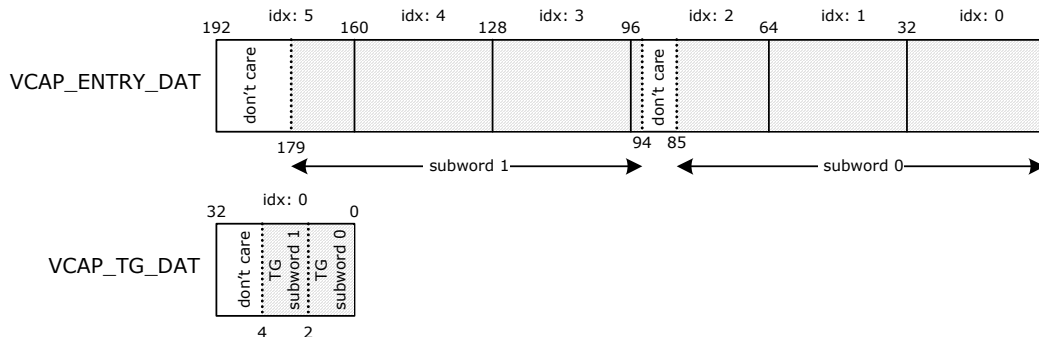 idx: 5 idx: 4 idx: 3 idx: 2 idx: 1 idx: 0
192 160 128 96 64 32
VCAP_ENTRY_DAT don't care don't care
179 94 85
subword 1 subword 0
idx: 0
32 0
VCAP_TG_DAT don't care TG subword 1 TG subword 0
4 2